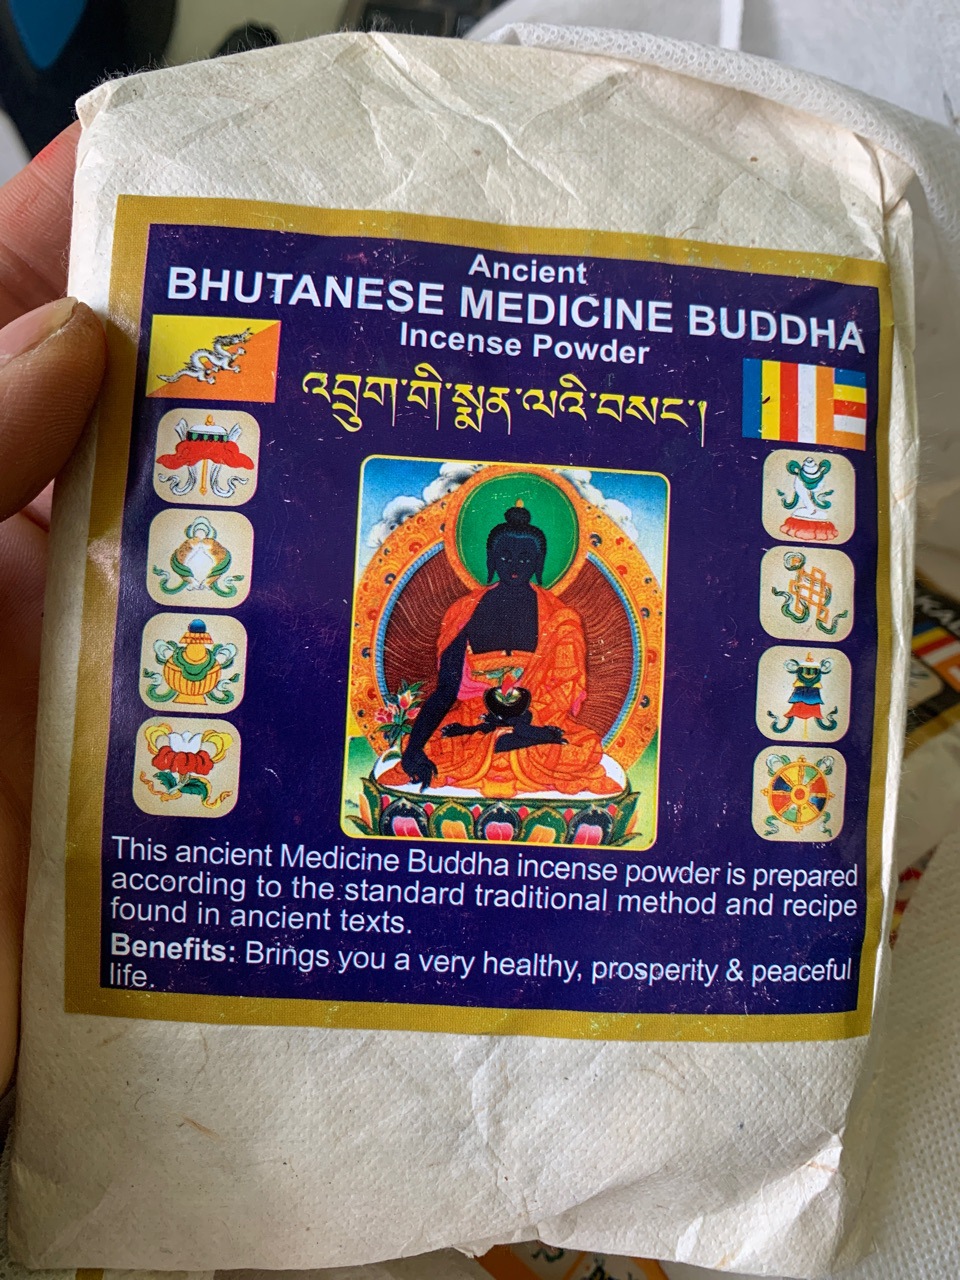 Ancient
BHUTANESE MEDICINE BUDDHA
Incense Powder
འབྲུག་གི་སྨན་ལའི་བསང་།
This ancient Medicine Buddha incense powder is prepared
according to the standard traditional method and recipe
found in ancient texts.
Benefits: Brings you a very healthy, prosperity & peaceful
life.